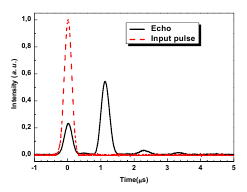 Echo
Input pulse
1,0
0,8
0,6
0,4
0,2
0,0
Intensity (a.u.)
-1 0 1 2 3 4 5
Time(μs)